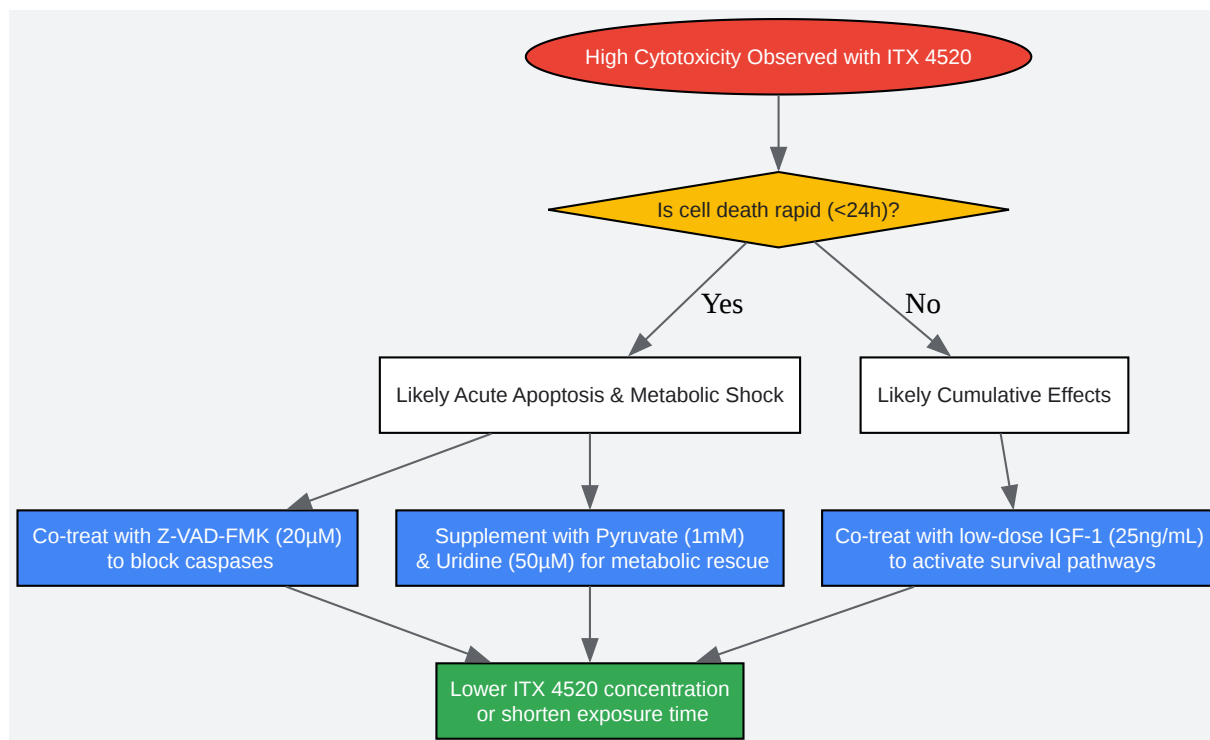 High Cytotoxicity Observed with ITX 4520
Is cell death rapid (<24h)?
Yes
No
Likely Acute Apoptosis & Metabolic Shock
Likely Cumulative Effects
Co-treat with Z-VAD-FMK (20µM)
to block caspases
Supplement with Pyruvate (1mM)
& Uridine (50µM) for metabolic rescue
Co-treat with low-dose IGF-1 (25ng/mL)
to activate survival pathways
Lower ITX 4520 concentration
or shorten exposure time